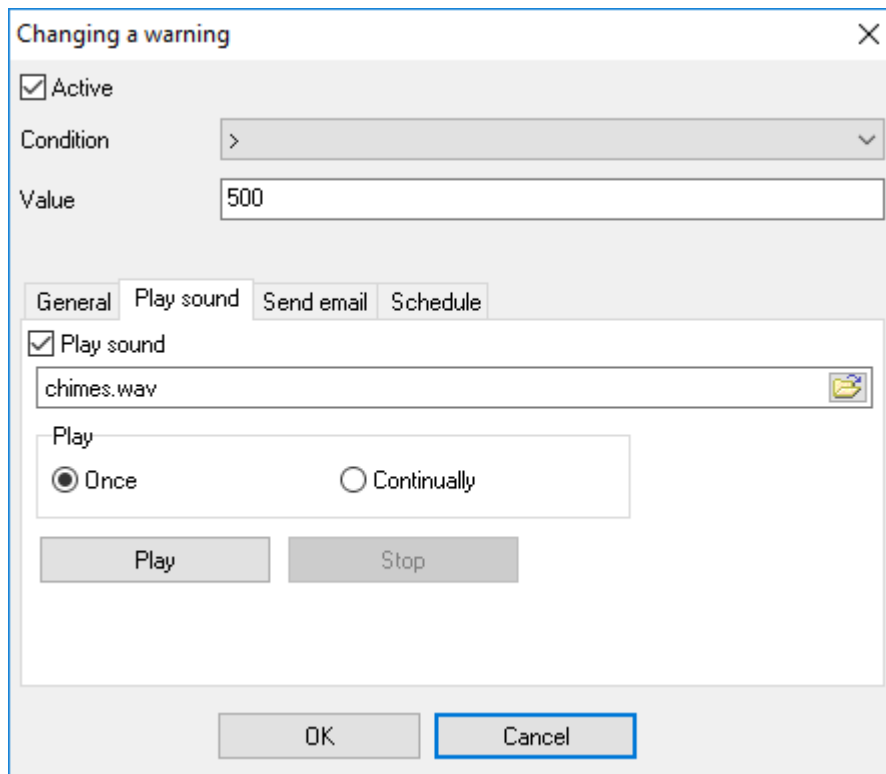 Changing a warning
Active
Condition >
Value 500
General Play sound Send email Schedule
Play sound
chimes.wav
Play
Once Continually
Play Stop
OK Cancel